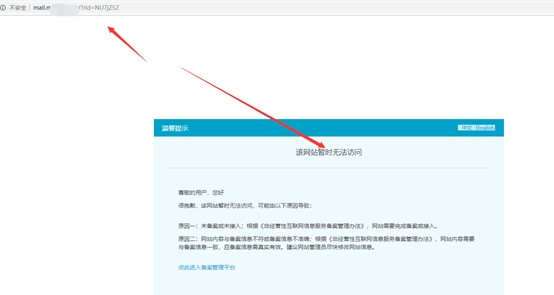 不安全 | mail.m /?rid=NU7jZSZ
温馨提示
中文 English
该网站暂时无法访问
尊敬的用户，您好
很抱歉，该网站暂时无法访问，可能由以下原因导致：
原因一：未备案或未接入；根据《非经营性互联网信息服务备案管理办法》，网站需要完成备案或接入。
原因二：网站内容与备案信息不符或备案信息不准确；根据《非经营性互联网信息服务备案管理办法》，网站内容需要
与备案信息一致，且备案信息需真实有效。建议网站管理员尽快修改网站信息。
点此进入备案管理平台